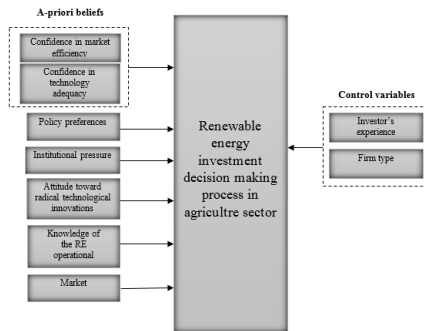 A-priori beliefs
Confidence in market
efficiency
Confidence in
technology
adequacy
Policy preferences
Institutional pressure
Attitude toward
radical technological
innovations
Knowledge of
the RE
operational
Market
Renewable
energy
investment
decision making
process in
agricultre sector
Control variables
Investor's
experience
Firm type